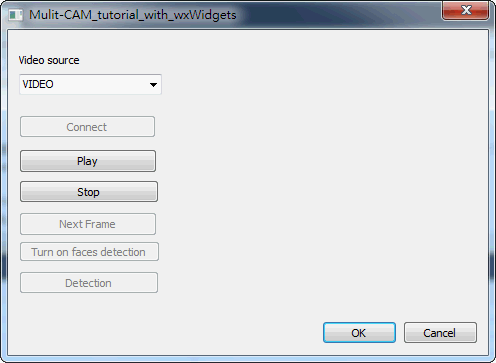 Mulit-CAM_tutorial_with_wxWidgets
Video source
VIDEO
Connect
Play
Stop
Next Frame
Turn on faces detection
Detection
OK
Cancel